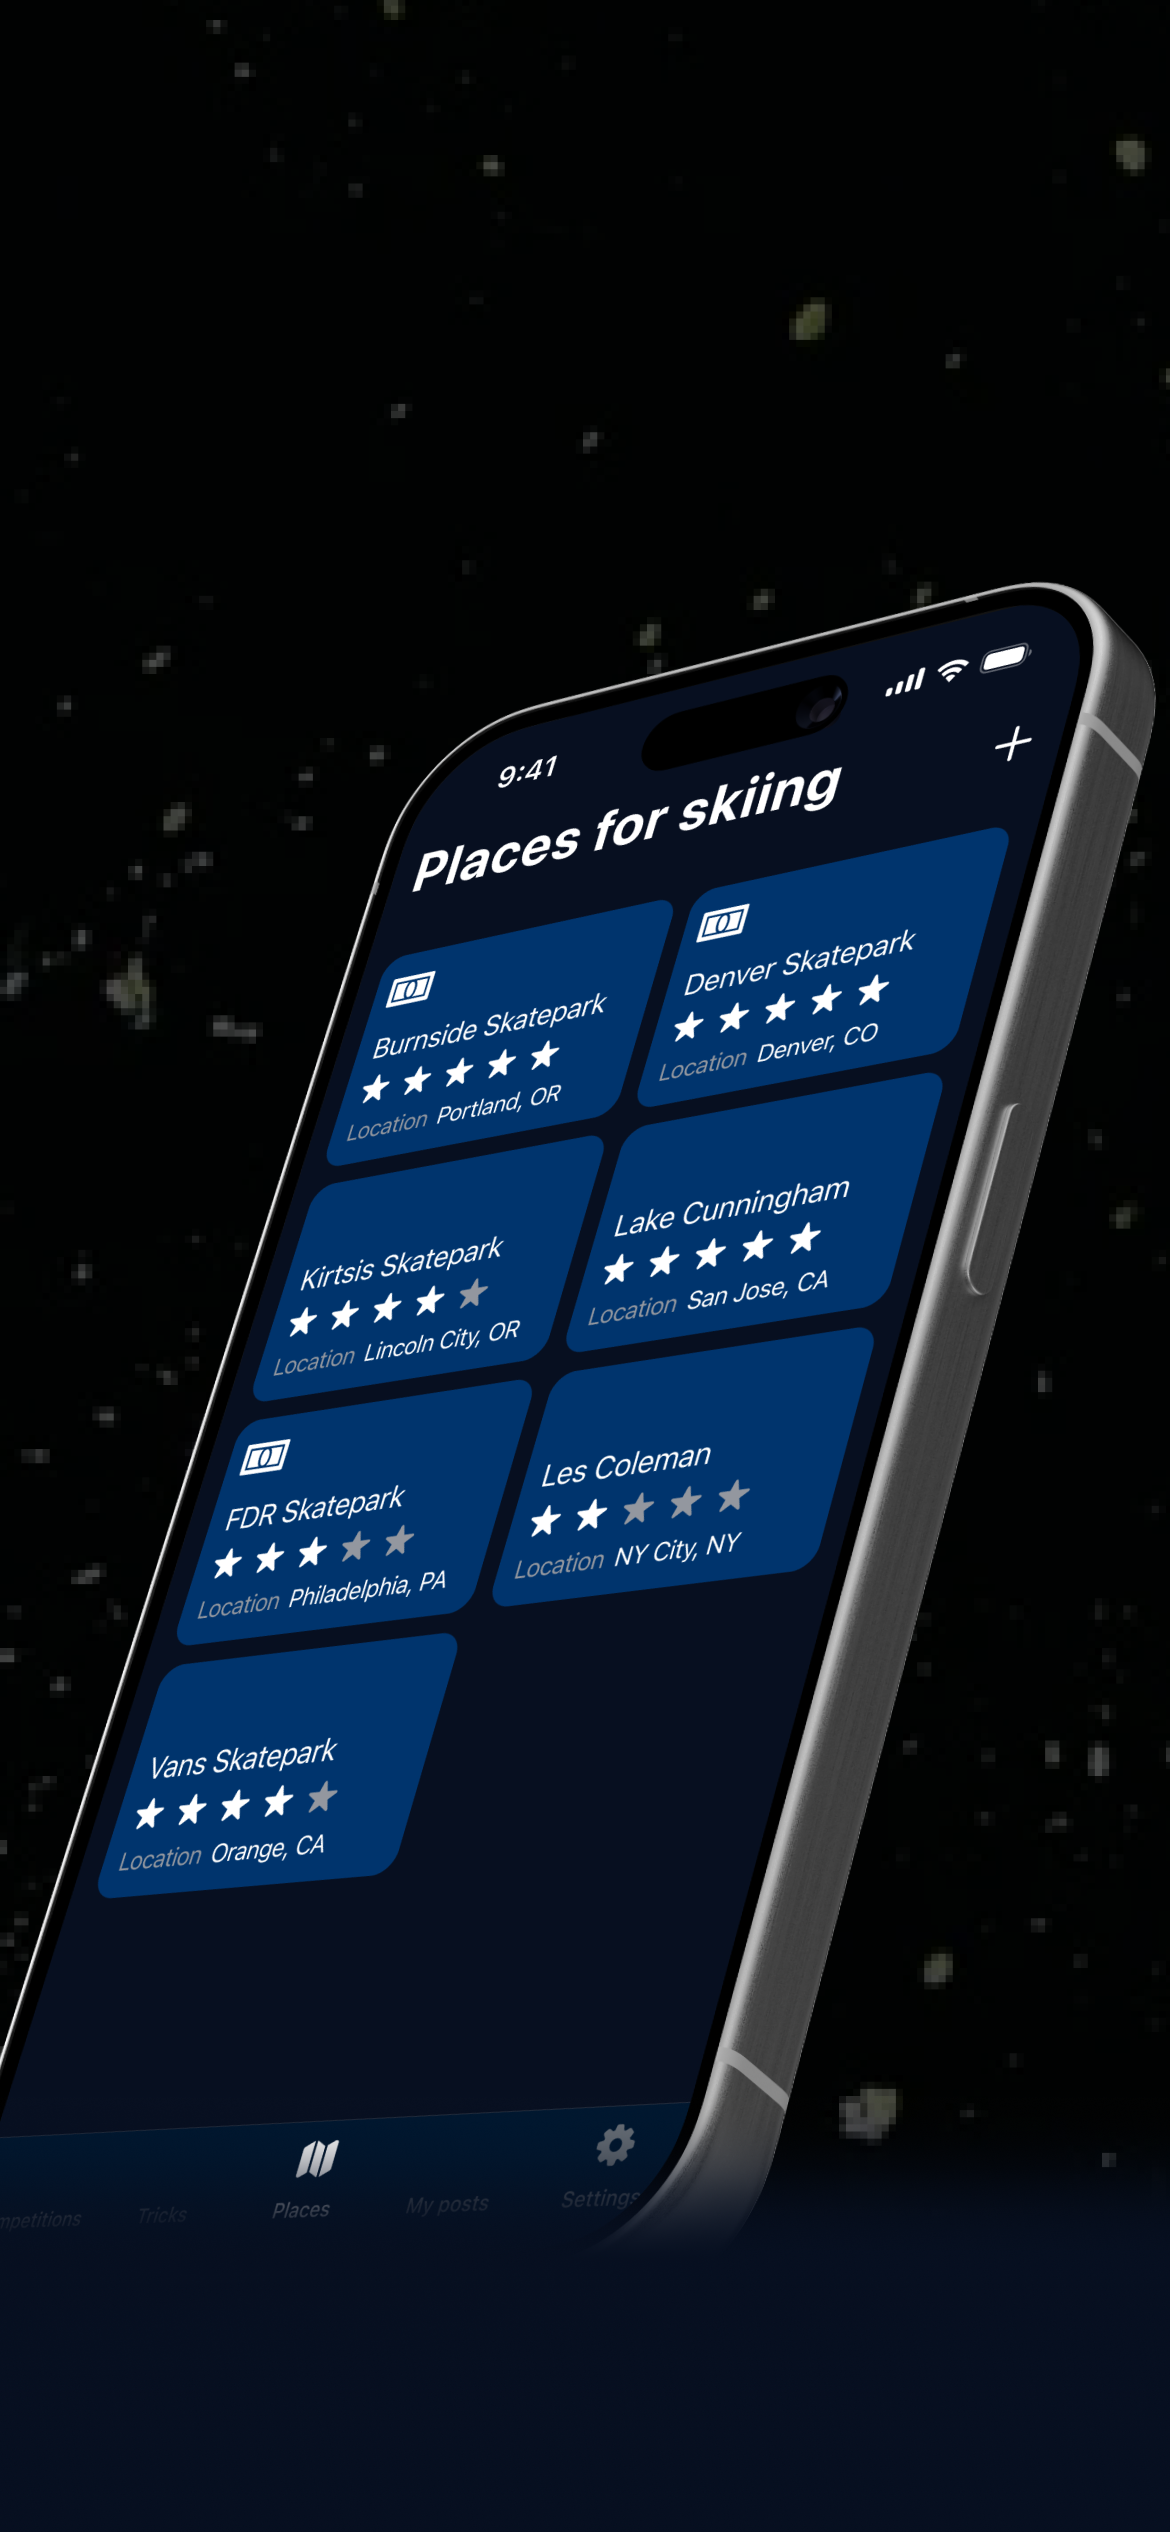 9:41
Places for skiing
Burnside Skatepark
Location Portland, OR
Denver Skatepark
Location Denver, CO
Kirtsis Skatepark
Location Lincoln City, OR
Lake Cunningham
Location San Jose, CA
FDR Skatepark
Location Philadelphia, PA
Les Coleman
Location NY City, NY
Vans Skatepark
Location Orange, CA
mpetitions
Tricks
Places
My posts
Settings